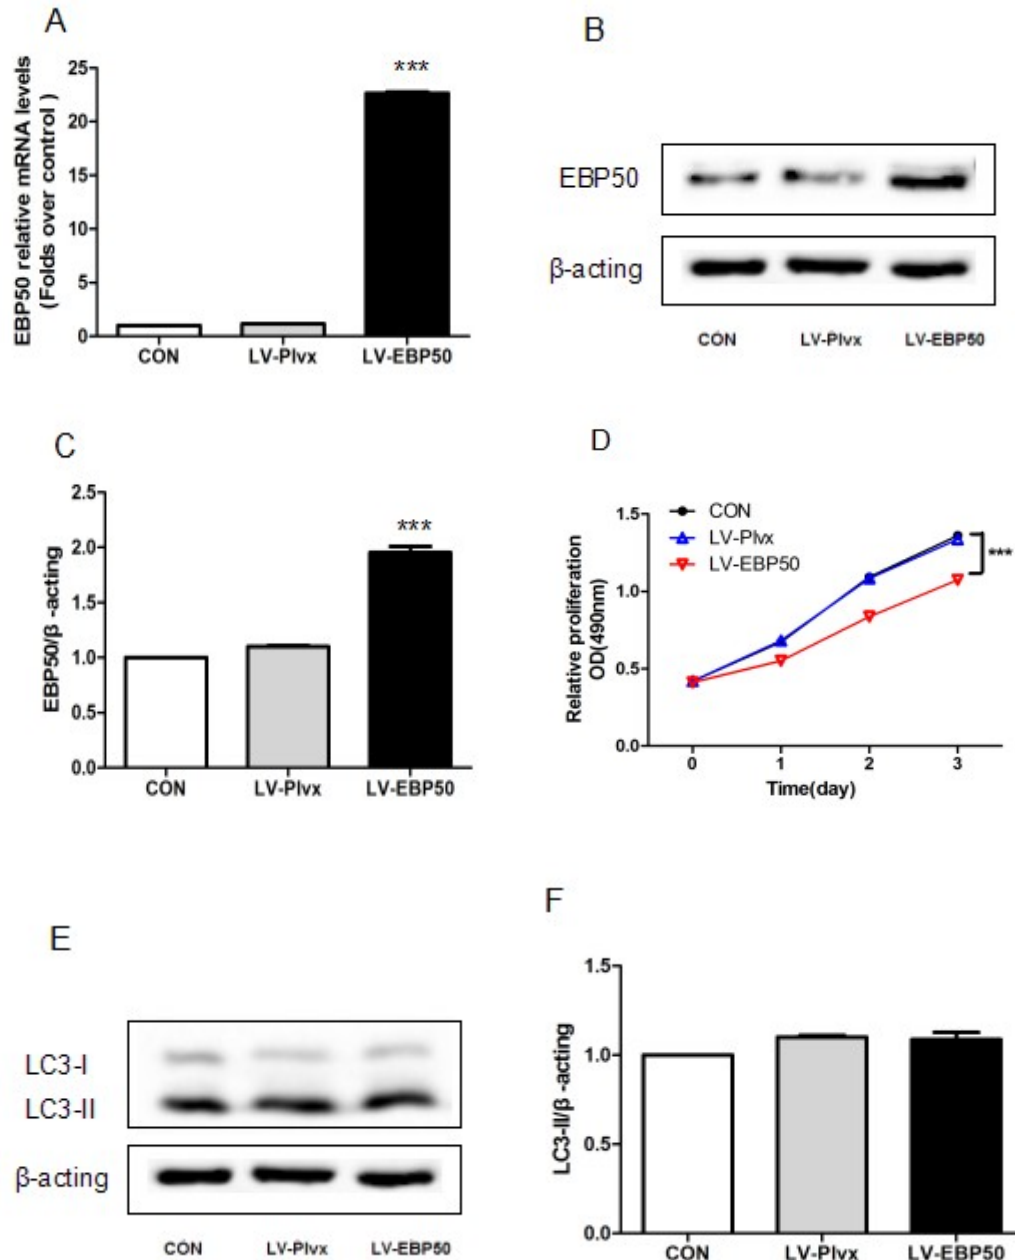 A
EBP50 relative mRNA levels
(Folds over control )
25
20
15
10
5
0
***
CON
LV-Plvx
LV-EBP50
B
EBP50
β-acting
CON
LV-Plvx
LV-EBP50
C
EBP50/β -acting
2.5
2.0
1.5
1.0
0.5
0.0
***
CON
LV-Plvx
LV-EBP50
D
Relative proliferation
OD(490nm)
1.5
1.0
0.5
0.0
CON
LV-Plvx
LV-EBP50
***
0 1 2 3
Time(day)
E
LC3-I
LC3-II
β-acting
CON
LV-Plvx
LV-EBP50
F
LC3-II/β -acting
1.5
1.0
0.5
0.0
CON
LV-Plvx
LV-EBP50